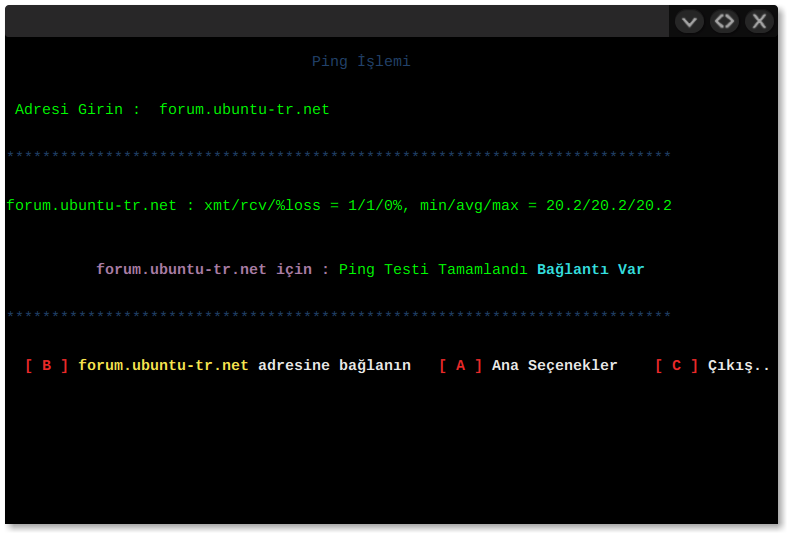 Ping İşlemi
Adresi Girin :  forum.ubuntu-tr.net
**************************************************************************
forum.ubuntu-tr.net : xmt/rcv/%loss = 1/1/0%, min/avg/max = 20.2/20.2/20.2
forum.ubuntu-tr.net için : Ping Testi Tamamlandı Bağlantı Var
**************************************************************************
[ B ] forum.ubuntu-tr.net adresine bağlanın   [ A ] Ana Seçenekler    [ C ] Çıkış..